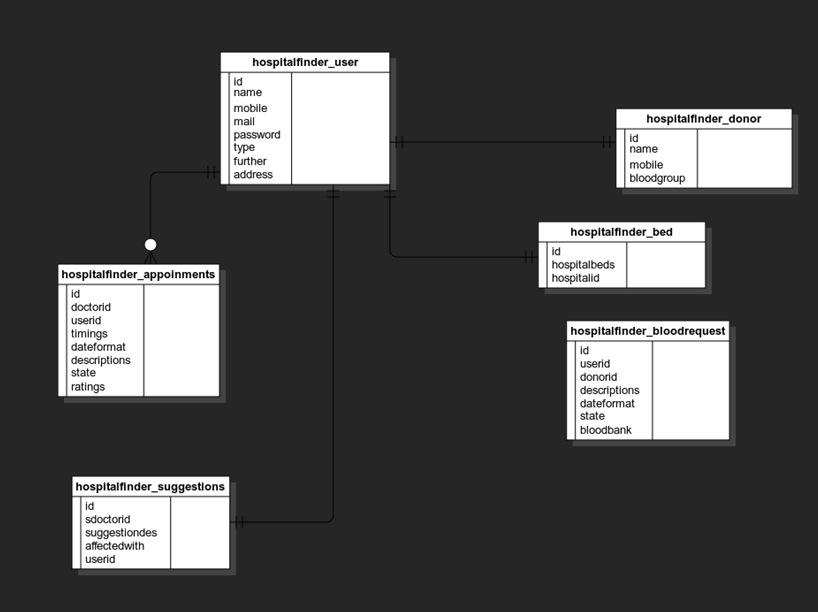 hospitalfinder_user
id
name
mobile
mail
password
type
further
address
hospitalfinder_donor
id
name
mobile
bloodgroup
hospitalfinder_bed
id
hospitalbeds
hospitalid
hospitalfinder_appoinments
id
doctorid
userid
timings
dateformat
descriptions
state
ratings
hospitalfinder_bloodrequest
id
userid
donorid
descriptions
dateformat
state
bloodbank
hospitalfinder_suggestions
id
sdoctorid
suggestiondes
affectedwith
userid